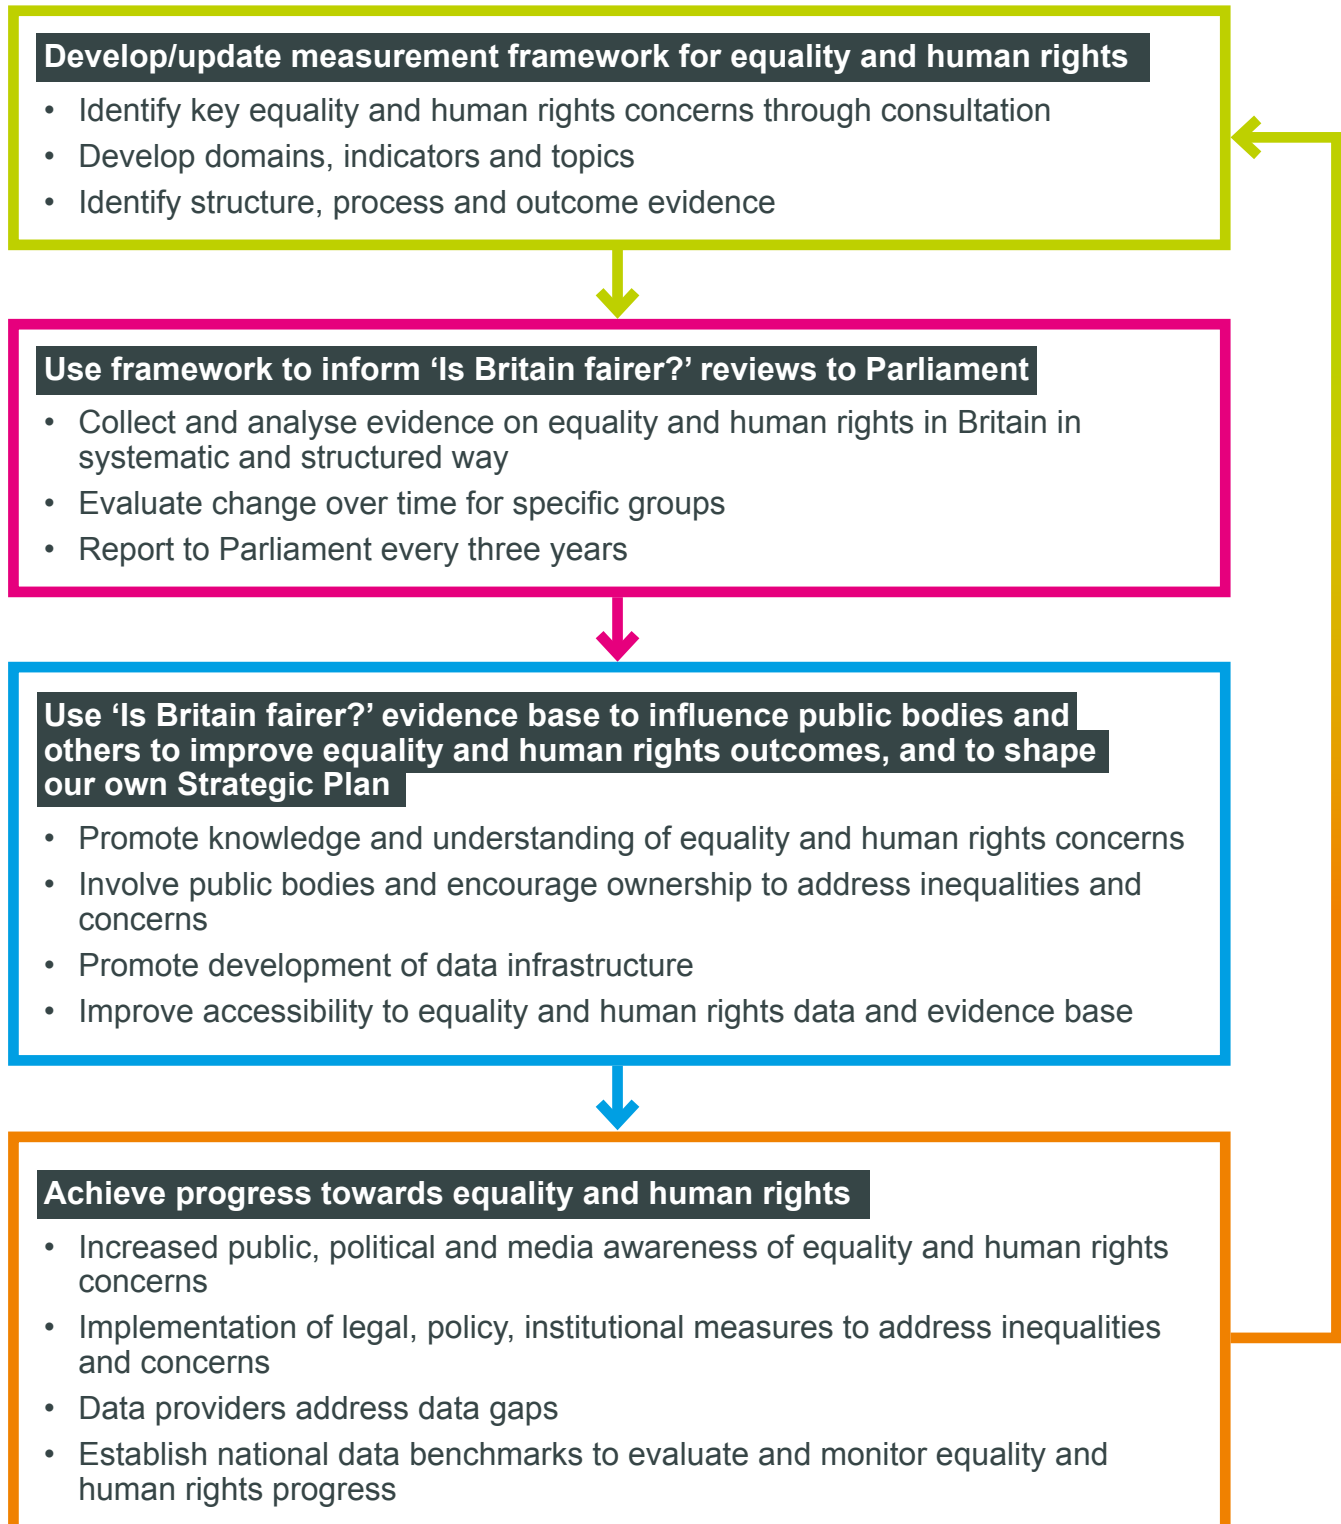 Develop/update measurement framework for equality and human rights
• Identify key equality and human rights concerns through consultation
• Develop domains, indicators and topics
• Identify structure, process and outcome evidence
Use framework to inform ‘Is Britain fairer?’ reviews to Parliament
• Collect and analyse evidence on equality and human rights in Britain in
systematic and structured way
• Evaluate change over time for specific groups
• Report to Parliament every three years
Use ‘Is Britain fairer?’ evidence base to influence public bodies and
others to improve equality and human rights outcomes, and to shape
our own Strategic Plan
• Promote knowledge and understanding of equality and human rights concerns
• Involve public bodies and encourage ownership to address inequalities and
concerns
• Promote development of data infrastructure
• Improve accessibility to equality and human rights data and evidence base
Achieve progress towards equality and human rights
• Increased public, political and media awareness of equality and human rights
concerns
• Implementation of legal, policy, institutional measures to address inequalities
and concerns
• Data providers address data gaps
• Establish national data benchmarks to evaluate and monitor equality and
human rights progress